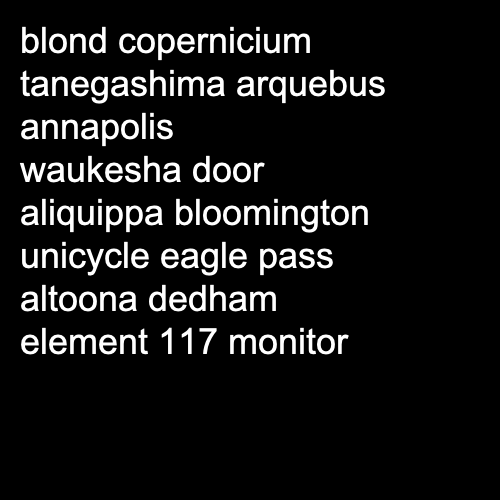 blond copernicium
tanegashima arquebus
annapolis
waukesha door
aliquippa bloomington
unicycle eagle pass
altoona dedham
element 117 monitor